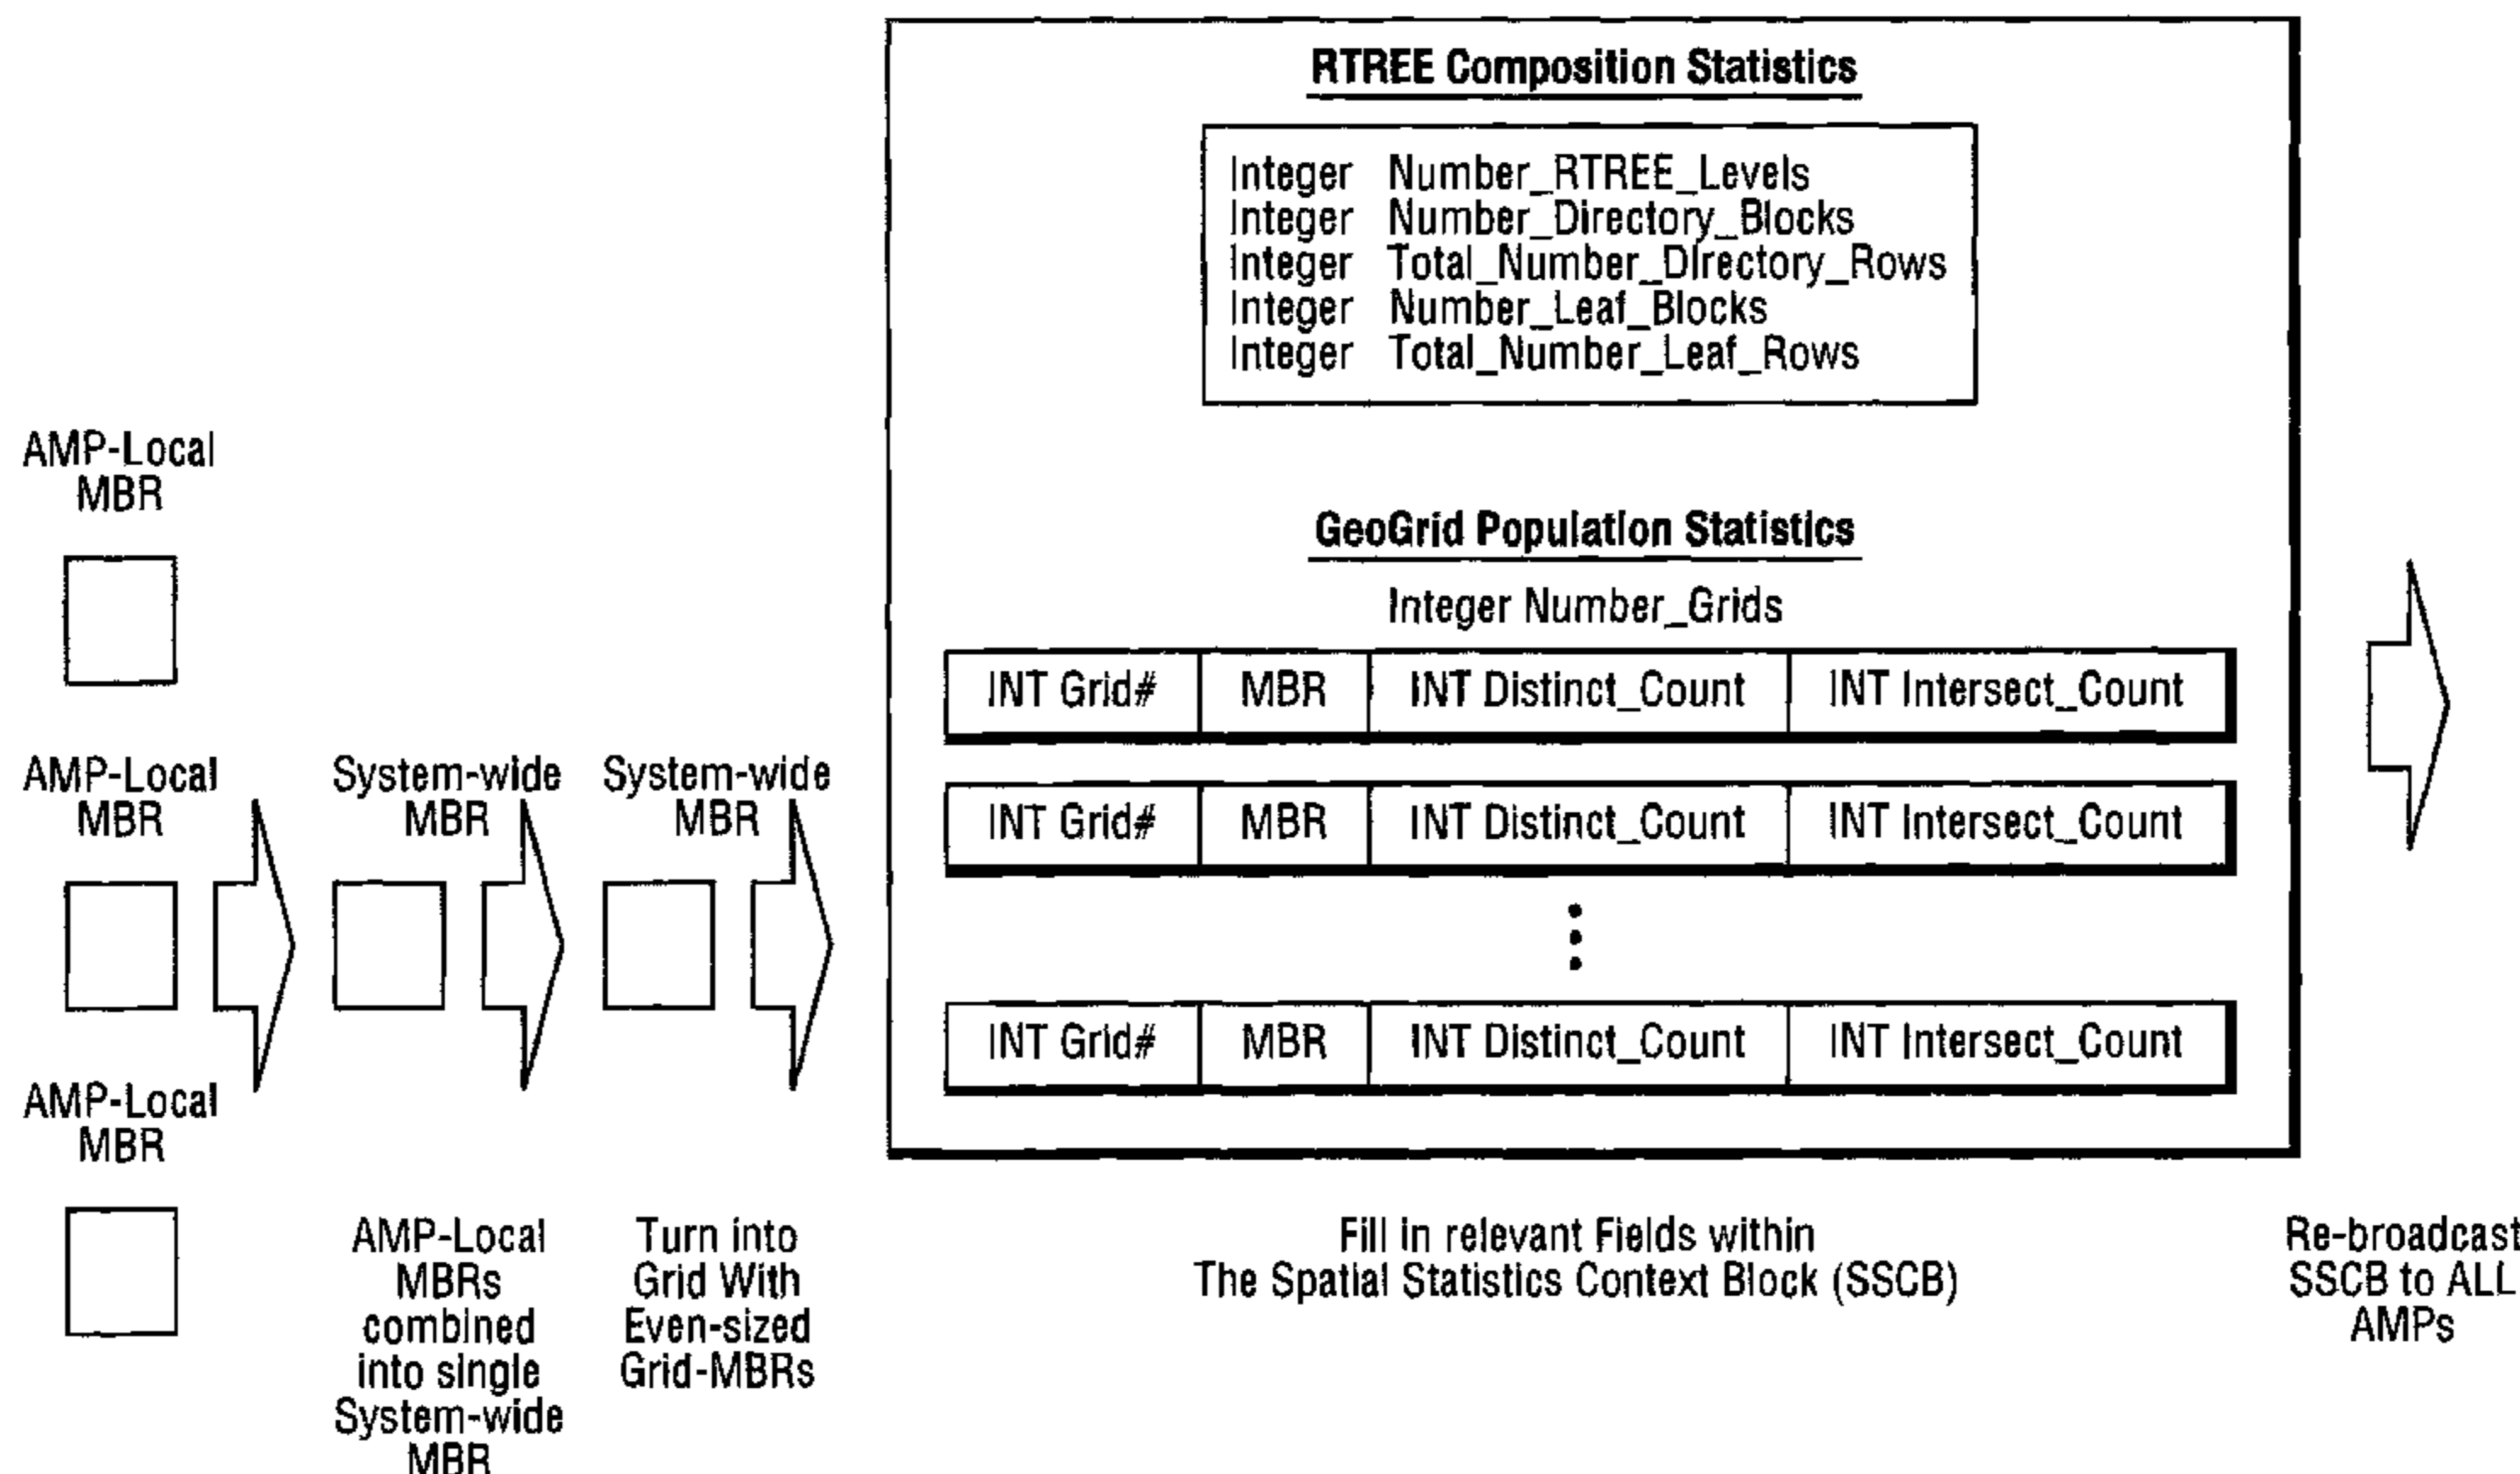 RTREE Composition Statistics
Integer Number_RTREE_Levels
Integer Number_Directory_Blocks
Integer Total_Number_Directory_Rows
Integer Number_Leaf_Blocks
Integer Total_Number_Leaf_Rows
GeoGrid Population Statistics
Integer Number_Grids
INT Grid# MBR INT Distinct_Count INT Intersect_Count
INT Grid# MBR INT Distinct_Count INT Intersect_Count
INT Grid# MBR INT Distinct_Count INT Intersect_Count
AMP-Local
MBR
AMP-Local
MBR
System-wide
MBR
System-wide
MBR
AMP-Local
MBR
AMP-Local
MBRs
combined
into single
System-wide
MBR
Turn into
Grid With
Even-sized
Grid-MBRs
Fill in relevant Fields within
The Spatial Statistics Context Block (SSCB)
Re-broadcast
SSCB to ALL
AMPs